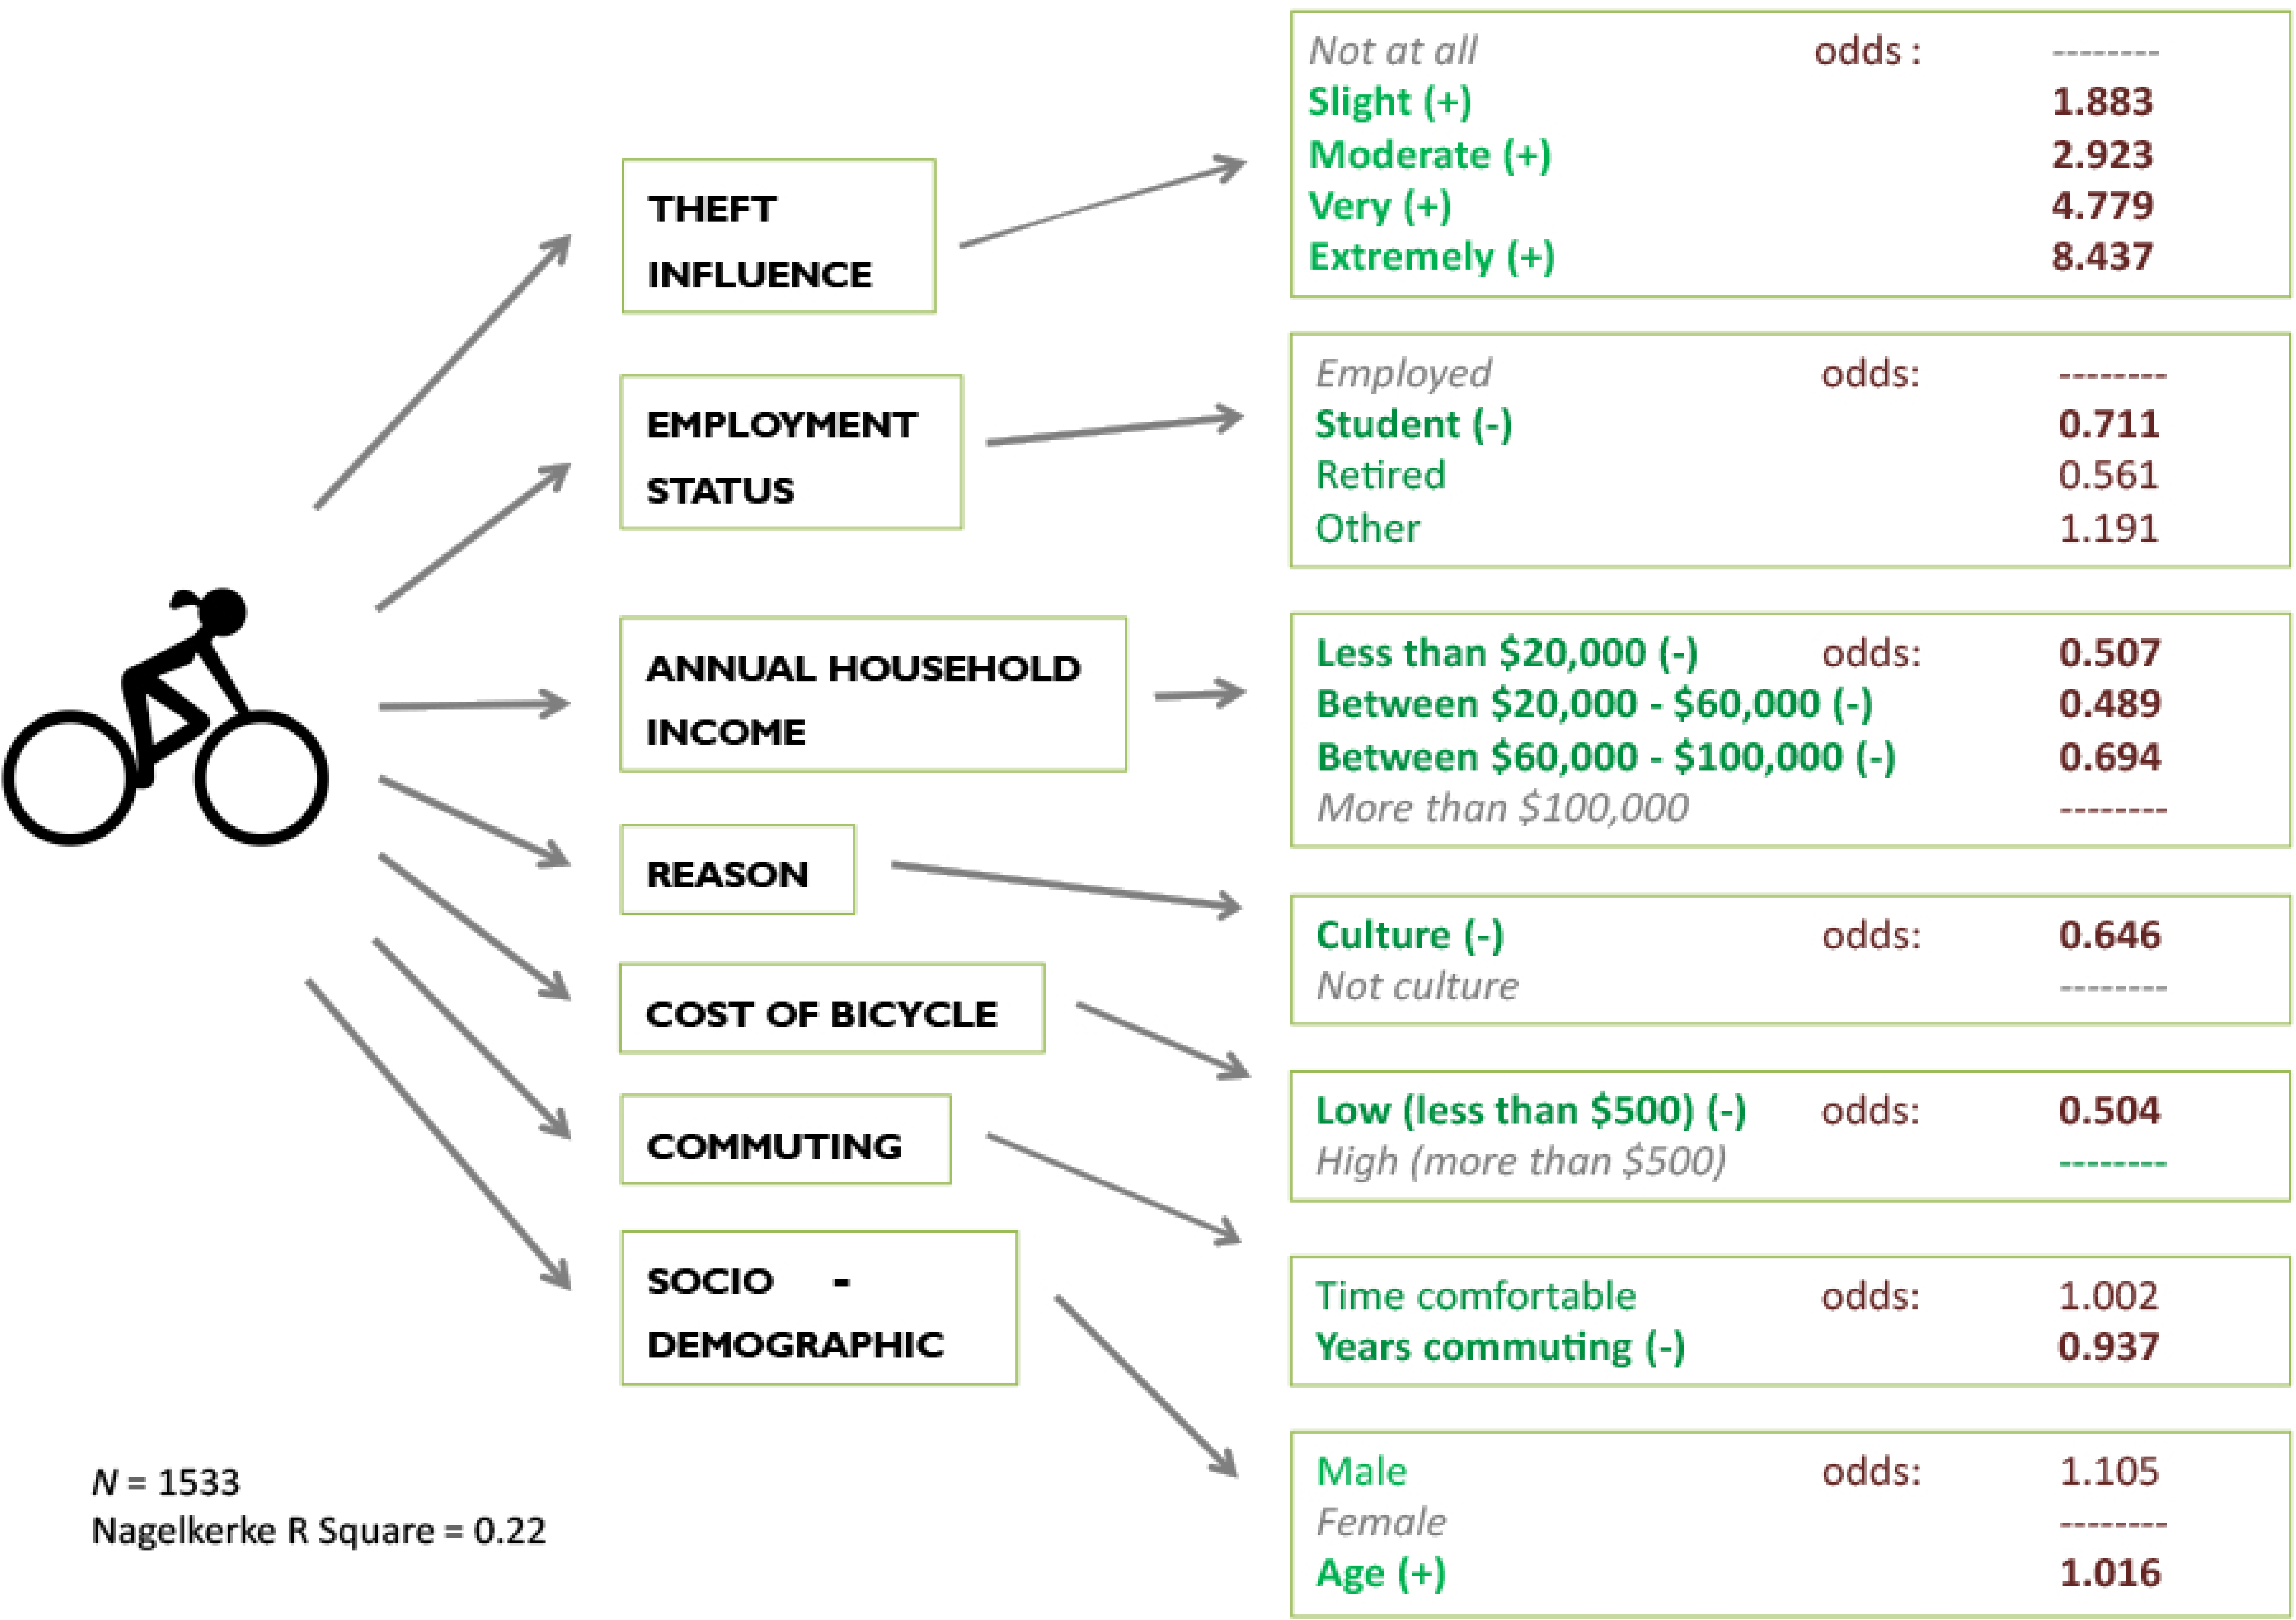 Not at all odds : --------
Slight (+) 1.883
Moderate (+) 2.923
Very (+) 4.779
Extremely (+) 8.437
THEFT
INFLUENCE
Employed odds: --------
Student (-) 0.711
Retired 0.561
Other 1.191
EMPLOYMENT
STATUS
Less than $20,000 (-) odds: 0.507
Between $20,000 - $60,000 (-) 0.489
Between $60,000 - $100,000 (-) 0.694
More than $100,000 --------
ANNUAL HOUSEHOLD
INCOME
REASON
Culture (-) odds: 0.646
Not culture --------
COST OF BICYCLE
Low (less than $500) (-) odds: 0.504
High (more than $500) --------
COMMUTING
Time comfortable odds: 1.002
Years commuting (-) 0.937
SOCIO -
DEMOGRAPHIC
Male odds: 1.105
Female --------
Age (+) 1.016
N = 1533
Nagelkerke R Square = 0.22